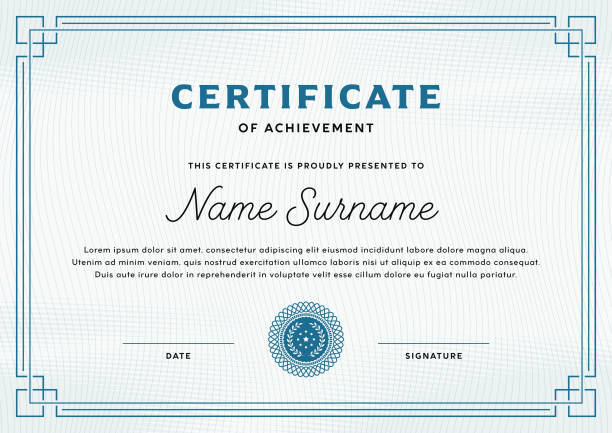 CERTIFICATE
OF ACHIEVEMENT
THIS CERTIFICATE IS PROUDLY PRESENTED TO
Name Surname
Lorem ipsum dolor sit amet, consectetur adipiscing elit exercitation incididunt labore dolore magna aliqua.
Utenim ad minim veniam, quis nostrud exercitation ullamco laboris nisi ut aliquip ex ea commodo consequat.
Duis aute irure dolor in reprehenderit in voluptate velit esse cillum dolore eu fugiat nulla pariatur.
DATE
SIGNATURE